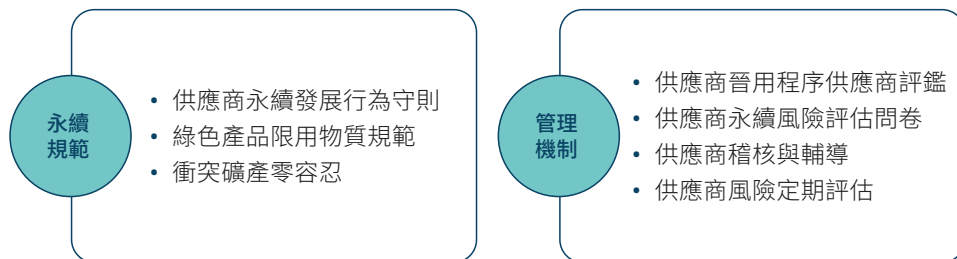 永續
規範
• 供應商永續發展行為守則
• 綠色產品限用物質規範
• 衝突礦產零容忍
管理
機制
• 供應商晉用程序供應商評鑑
• 供應商永續風險評估問卷
• 供應商稽核與輔導
• 供應商風險定期評估